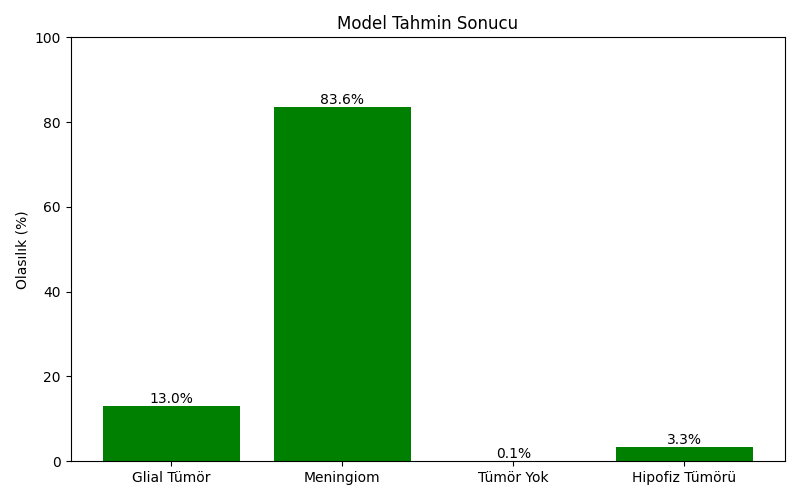 Model Tahmin Sonucu
Olasılık (%)
100
80
60
40
20
0
13.0%
83.6%
0.1%
3.3%
Glial Tümör
Meningiom
Tümör Yok
Hipofiz Tümörü